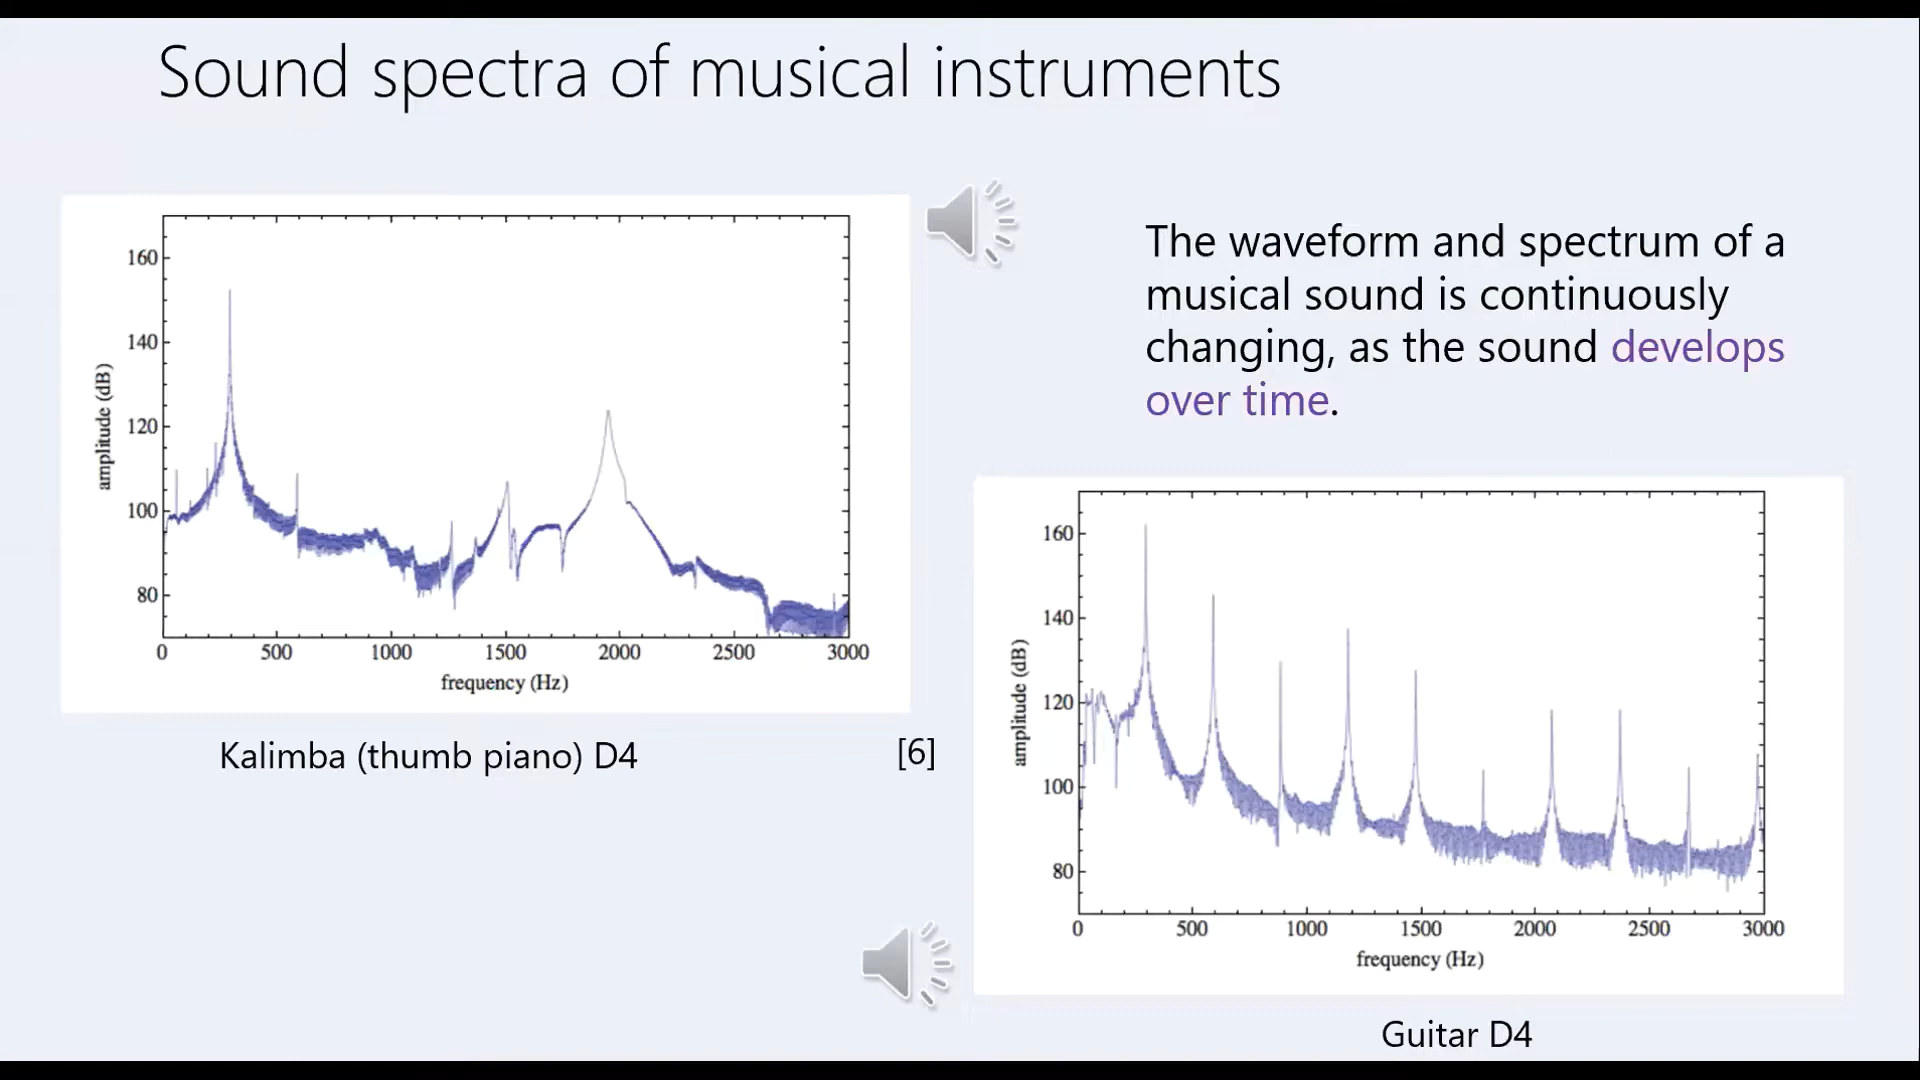 Sound spectra of musical instruments
The waveform and spectrum of a
musical sound is continuously
changing, as the sound develops
over time.
160
140
120
100
80
amplitude (dB)
0 500 1000 1500 2000 2500 3000
frequency (Hz)
Kalimba (thumb piano) D4
[6]
160
140
120
100
80
amplitude (dB)
0 500 1000 1500 2000 2500 3000
frequency (Hz)
Guitar D4